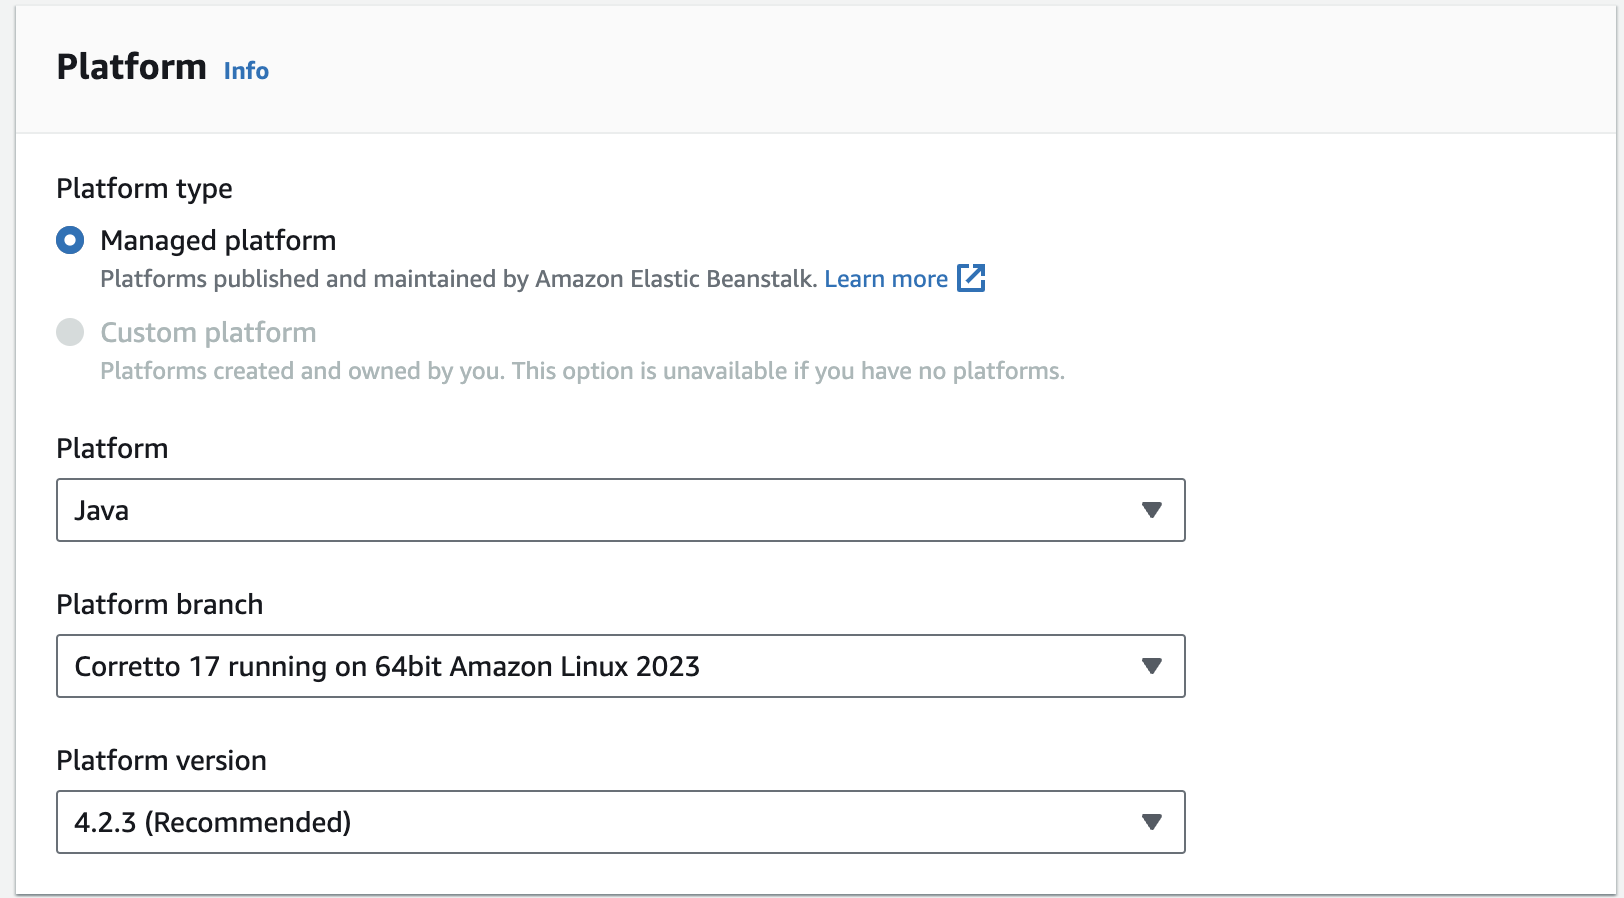 Platform Info
Platform type
Managed platform
Platforms published and maintained by Amazon Elastic Beanstalk. Learn more
Custom platform
Platforms created and owned by you. This option is unavailable if you have no platforms.
Platform
Java
Platform branch
Corretto 17 running on 64bit Amazon Linux 2023
Platform version
4.2.3 (Recommended)